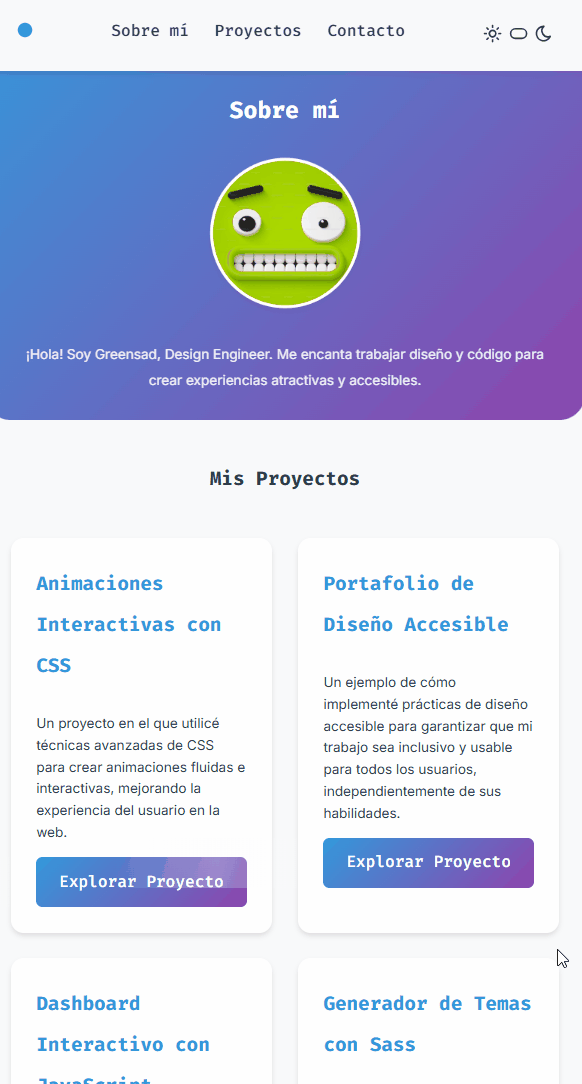 Sobre mí Proyectos Contacto
Sobre mí
¡Hola! Soy Greensad, Design Engineer. Me encanta trabajar diseño y código para
crear experiencias atractivas y accesibles.
Mis Proyectos
Animaciones
Interactivas con
CSS
Un proyecto en el que utilicé
técnicas avanzadas de CSS
para crear animaciones fluidas e
interactivas, mejorando la
experiencia del usuario en la
web.
Explorar Proyecto
Portafolio de
Diseño Accesible
Un ejemplo de cómo
implementé prácticas de diseño
accesible para garantizar que mi
trabajo sea inclusivo y usable
para todos los usuarios,
independientemente de sus
habilidades.
Explorar Proyecto
Dashboard
Interactivo con
JavaScript
Generador de Temas
con Sass